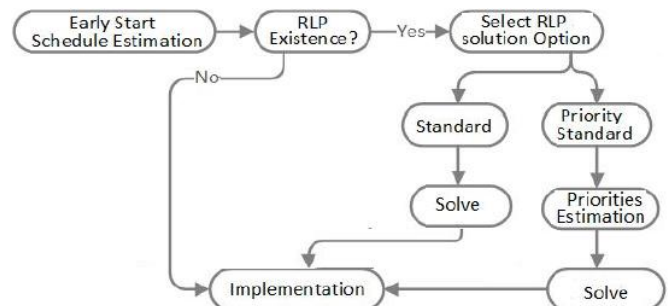 Early Start
Schedule Estimation
RLP
Existence?
Yes
Select RLP
solution Option
No
Standard
Priority
Standard
Solve
Priorities
Estimation
Implementation
Solve